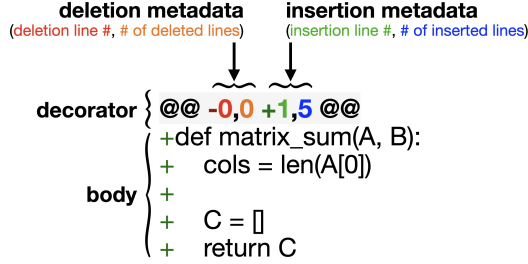 deletion metadata insertion metadata
(deletion line #, # of deleted lines) (insertion line #, # of inserted lines)
decorator @@ -0,0 +1,5 @@
+def matrix_sum(A, B):
+    cols = len(A[0])
body +
+    C = []
+    return C